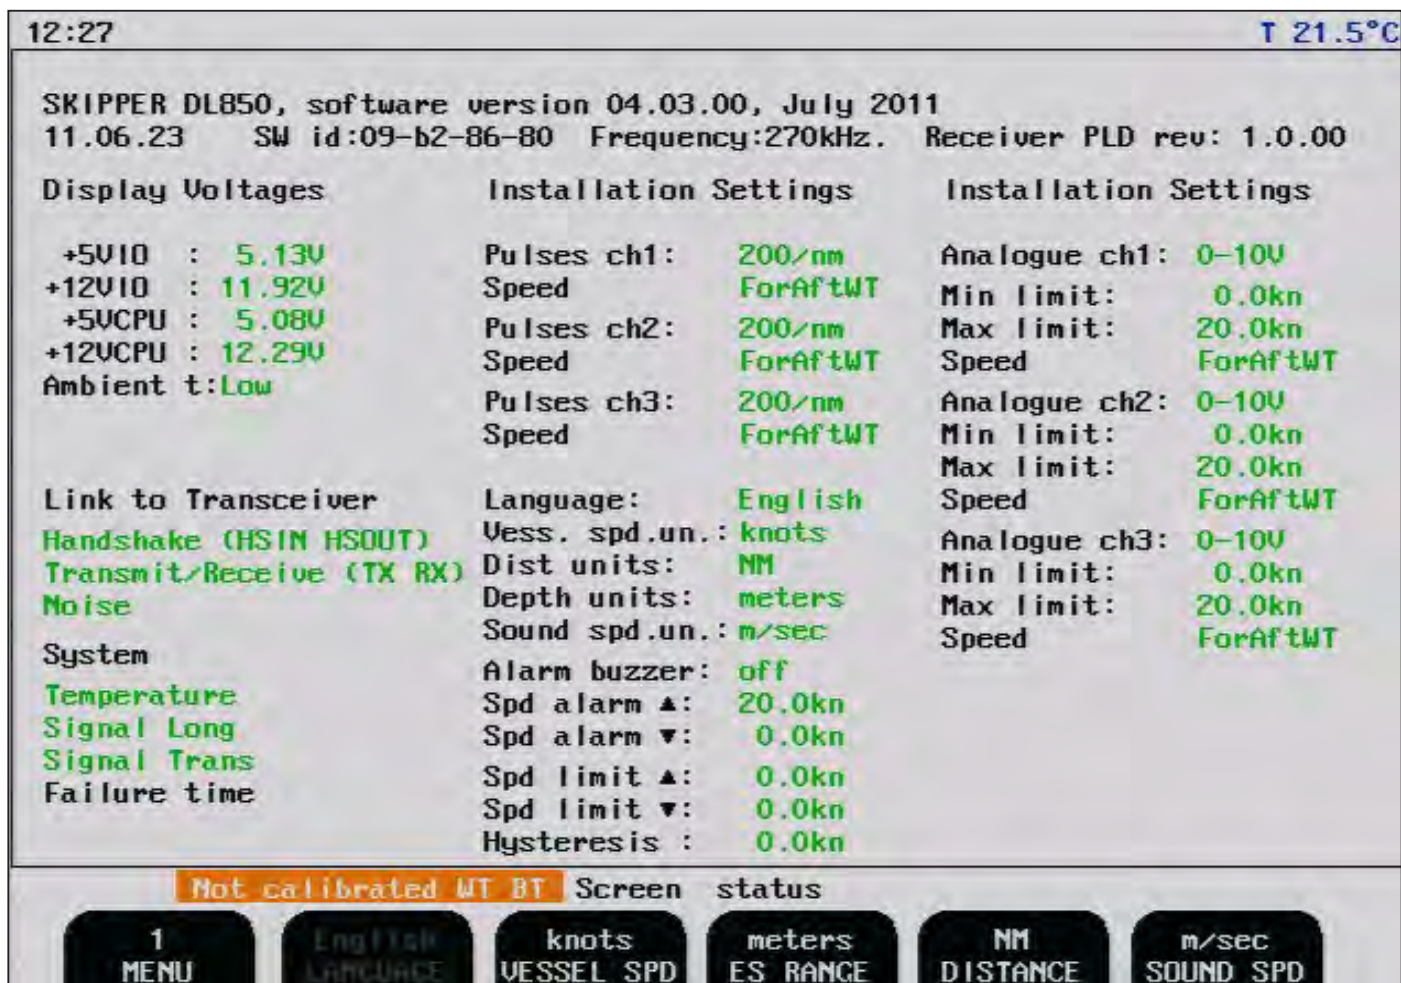 12:27
T 21.5°C
SKIPPER DL850, software version 04.03.00, July 2011
11.06.23 SW id:09-b2-86-80 Frequency:270kHz. Receiver PLD rev: 1.0.00
Display Voltages
+5VIO : 5.13V
+12VIO : 11.92V
+5VCPU : 5.08V
+12VCPU : 12.29V
Ambient t:Low
Link to Transceiver
Handshake (HSIN HSOUT)
Transmit/Receive (TX RX)
Noise
System
Temperature
Signal Long
Signal Trans
Failure time
Installation Settings
Pulses ch1: 200/nm
Speed ForAftWT
Pulses ch2: 200/nm
Speed ForAftWT
Pulses ch3: 200/nm
Speed ForAftWT
Language: English
Vess. spd.un.: knots
Dist units: NM
Depth units: meters
Sound spd.un.: m/sec
Alarm buzzer: off
Spd alarm ▲: 20.0kn
Spd alarm ▼: 0.0kn
Spd limit ▲: 0.0kn
Spd limit ▼: 0.0kn
Hysteresis : 0.0kn
Installation Settings
Analogue ch1: 0-10V
Min limit: 0.0kn
Max limit: 20.0kn
Speed ForAftWT
Analogue ch2: 0-10V
Min limit: 0.0kn
Max limit: 20.0kn
Speed ForAftWT
Analogue ch3: 0-10V
Min limit: 0.0kn
Max limit: 20.0kn
Speed ForAftWT
Not calibrated WT BT Screen status
1
MENU
English
LANGUAGE
knots
VESSEL SPD
meters
ES RANGE
NM
DISTANCE
m/sec
SOUND SPD